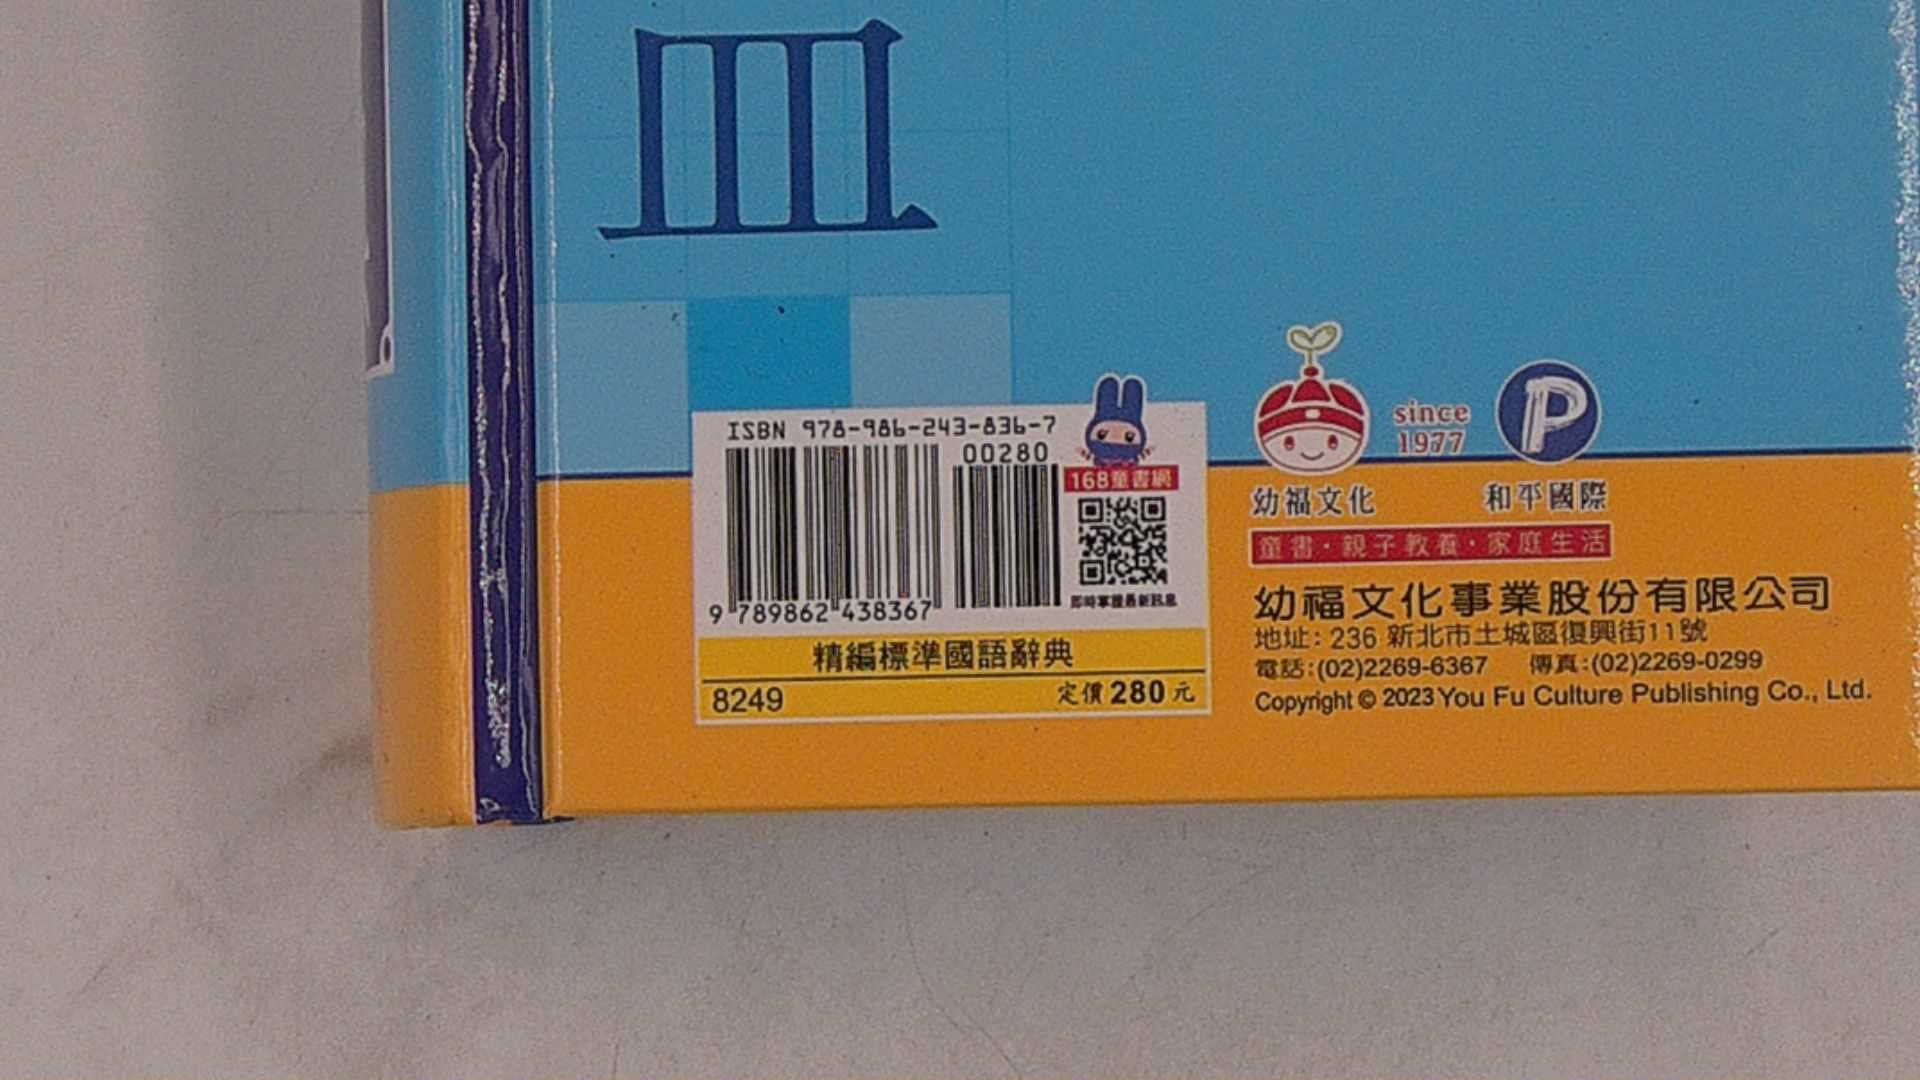 皿
ISBN 978-986-243-836-7
00280
168童書網
9 789862 438367
即時掌握最新訊息
精編標準國語辭典
8249 定價280元
since
1977
P
幼福文化 和平國際
童書·親子教養·家庭生活
幼福文化事業股份有限公司
地址:236 新北市土城區復興街11號
電話:(02)2269-6367 傳真:(02)2269-0299
Copyright © 2023 You Fu Culture Publishing Co., Ltd.